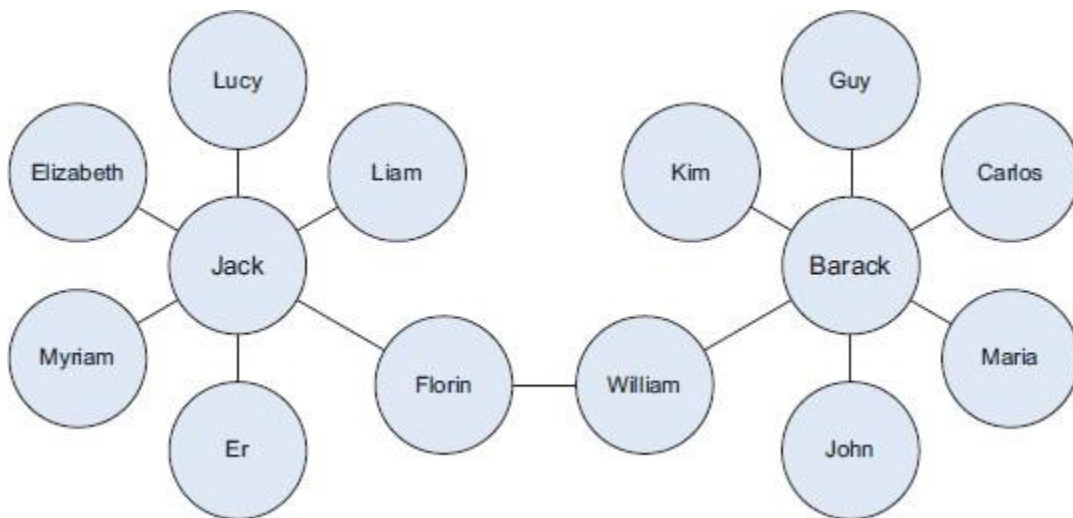 Lucy
Guy
Elizabeth
Liam
Kim
Carlos
Jack
Barack
Myriam
Florin
William
Maria
Er
John